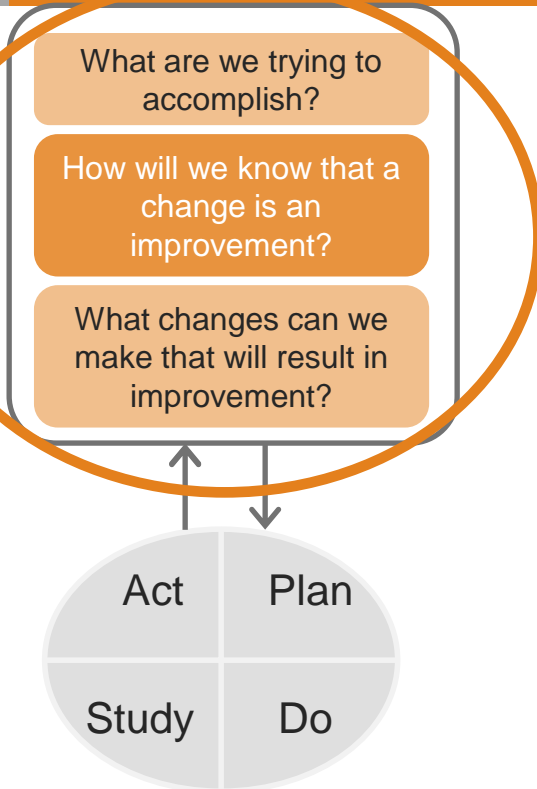 What are we trying to
accomplish?
How will we know that a
change is an
improvement?
What changes can we
make that will result in
improvement?
Act Plan
Study Do